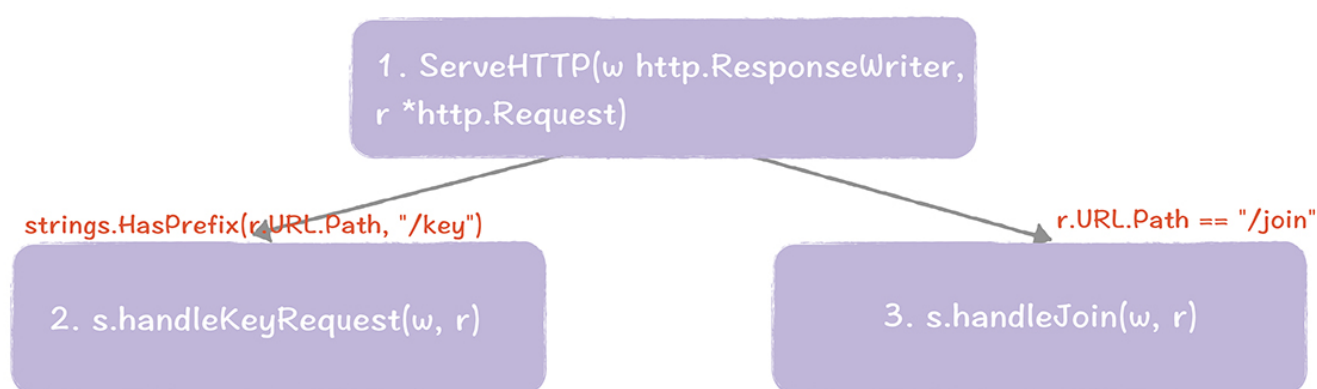 1. ServeHTTP(w http.ResponseWriter,
r *http.Request)
strings.HasPrefix(r.URL.Path, "/key")
r.URL.Path == "/join"
2. s.handleKeyRequest(w, r)
3. s.handleJoin(w, r)